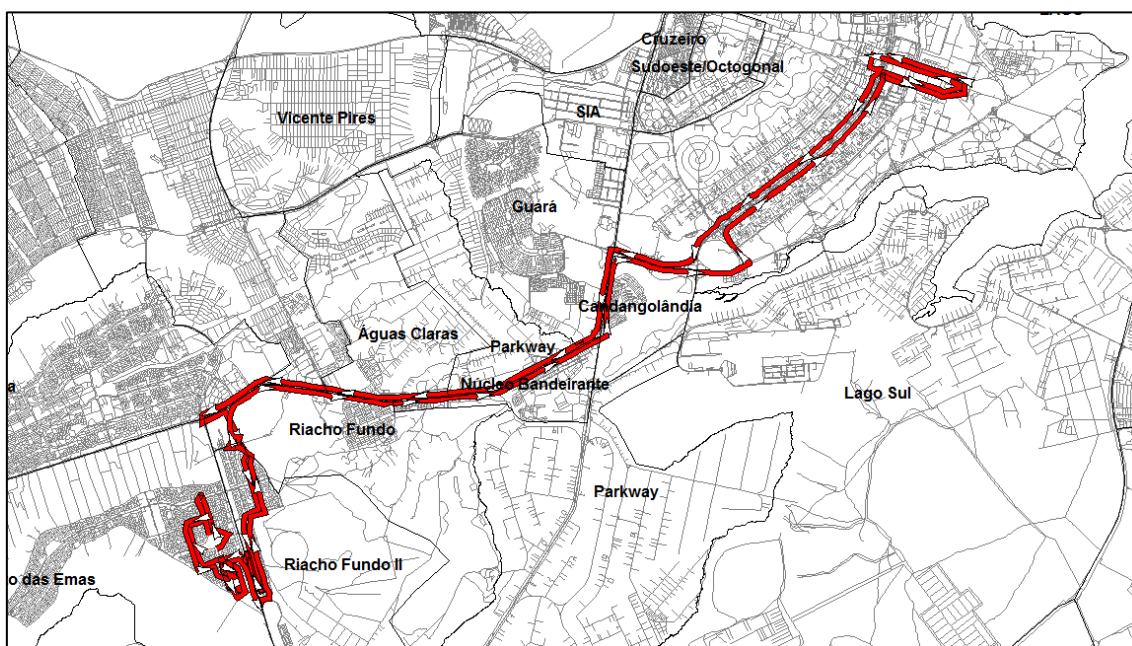 Cruzeiro
Sudoeste/Octogonal
SIA
Vicente Pires
Guará
Candangolândia
Águas Claras
Parkway
Núcleo Bandeirante
a
Lago Sul
Riacho Fundo
Parkway
Riacho Fundo II
o das Emas